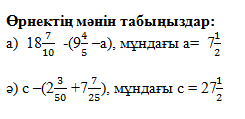 Өрнектің мәнін табыңыздар:
а) 18 7/10 -(9 4/5 –а), мұндағы а= 7 1/2
ә) с –(2 3/50 +7 7/25), мұндағы с = 27 1/2